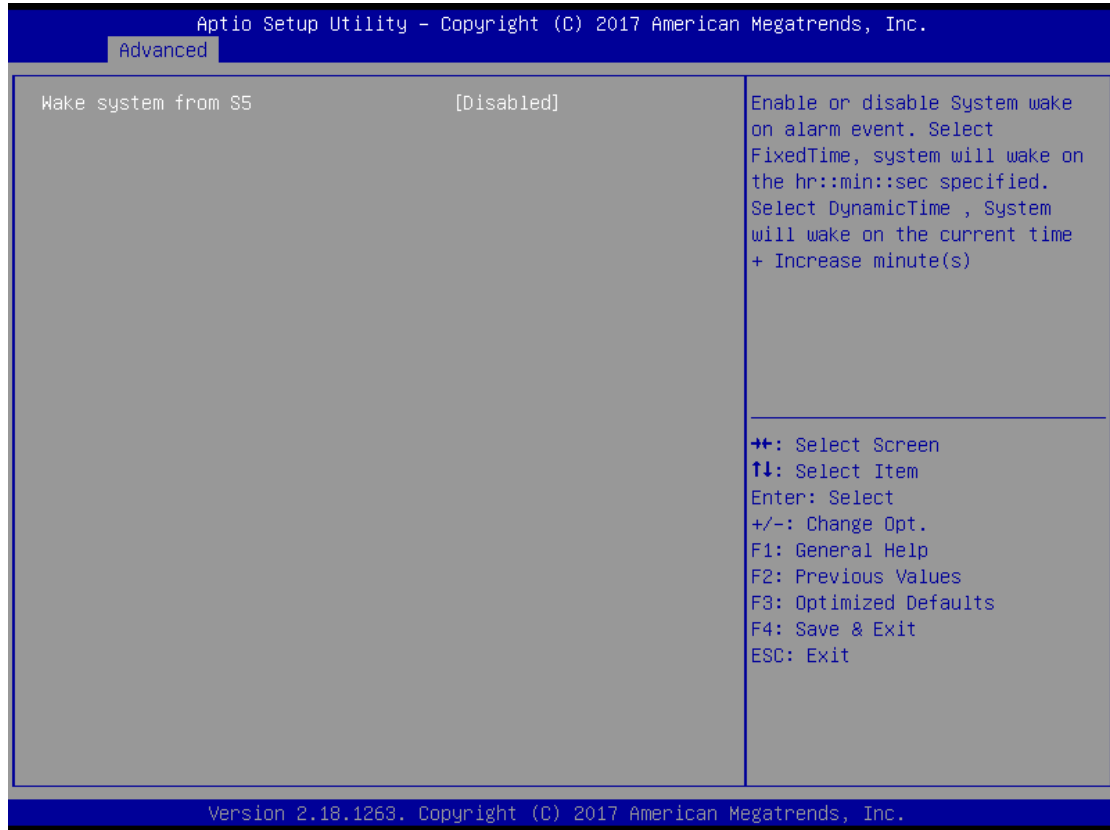 Aptio Setup Utility – Copyright (C) 2017 American Megatrends, Inc.
Advanced
Wake system from S5 [Disabled]
Enable or disable System wake
on alarm event. Select
FixedTime, system will wake on
the hr::min::sec specified.
Select DynamicTime , System
will wake on the current time
+ Increase minute(s)
→←: Select Screen
↑↓: Select Item
Enter: Select
+/-: Change Opt.
F1: General Help
F2: Previous Values
F3: Optimized Defaults
F4: Save & Exit
ESC: Exit
Version 2.18.1263. Copyright (C) 2017 American Megatrends, Inc.